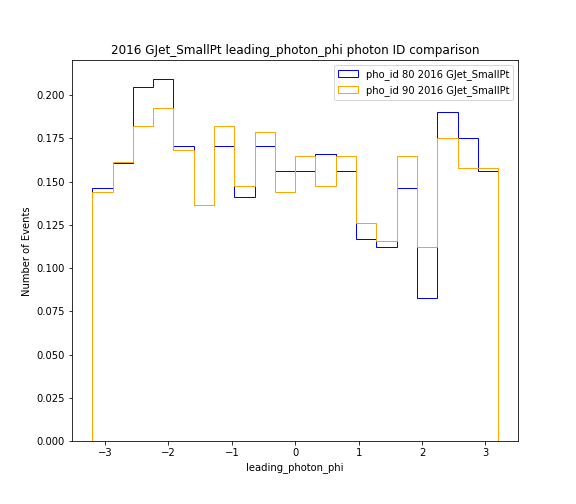 2016 GJet_SmallPt leading_photon_phi photon ID comparison
pho_id 80 2016 GJet_SmallPt
pho_id 90 2016 GJet_SmallPt
Number of Events
0.200
0.175
0.150
0.125
0.100
0.075
0.050
0.025
0.000
−3 −2 −1 0 1 2 3
leading_photon_phi